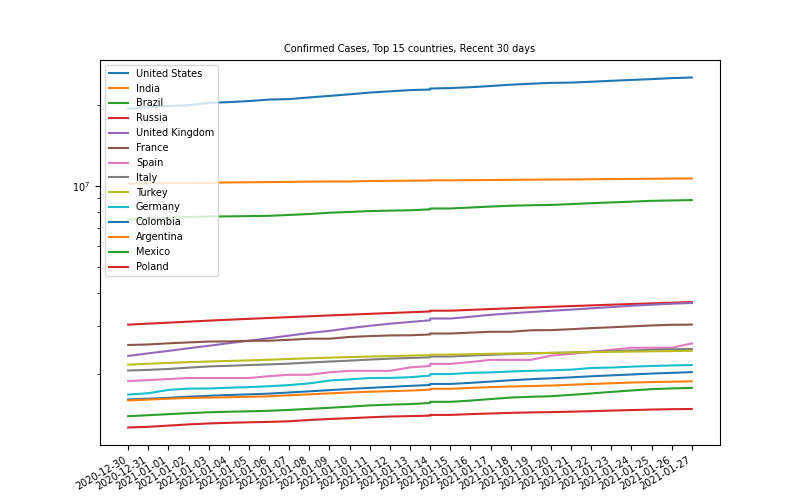 Confirmed Cases, Top 15 countries, Recent 30 days
United States
India
Brazil
Russia
United Kingdom
France
Spain
Italy
Turkey
Germany
Colombia
Argentina
Mexico
Poland
10⁷
2020-12-30
2020-12-31
2021-01-01
2021-01-02
2021-01-03
2021-01-04
2021-01-05
2021-01-06
2021-01-07
2021-01-08
2021-01-09
2021-01-10
2021-01-11
2021-01-12
2021-01-13
2021-01-14
2021-01-15
2021-01-16
2021-01-17
2021-01-18
2021-01-19
2021-01-20
2021-01-21
2021-01-22
2021-01-23
2021-01-24
2021-01-25
2021-01-26
2021-01-27